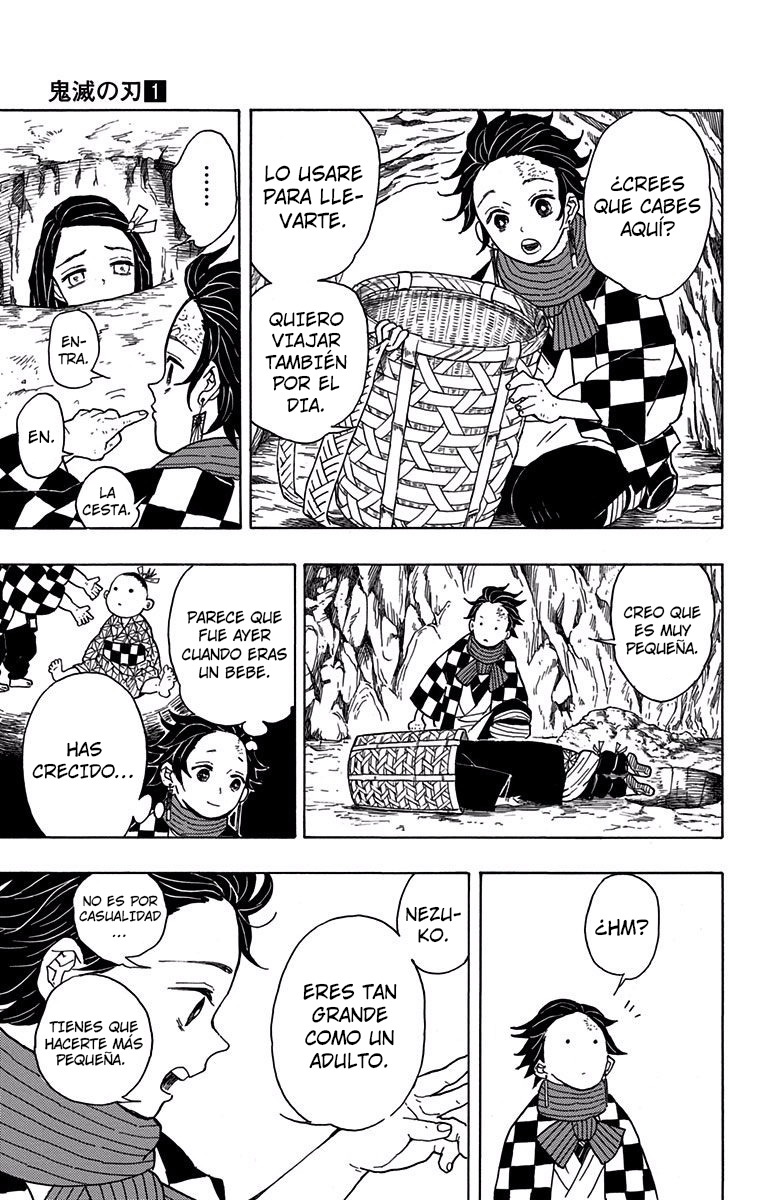 鬼滅の刃1
¿CREES
QUE CABES
AQUÍ?
LO USARE
PARA LLE-
VARTE.
QUIERO
VIAJAR
TAMBIÉN
POR EL
DIA.
......
EN-
TRA.
EN.
LA
CESTA.
CREO QUE
ES MUY
PEQUEÑA.
PARECE QUE
FUE AYER
CUANDO ERAS
UN BEBE.
HAS
CRECIDO...
¿HM?
NEZU-
KO.
ERES TAN
GRANDE
COMO UN
ADULTO.
NO ES POR
CASUALIDAD
...
TIENES QUE
HACERTE MÁS
PEQUEÑA.